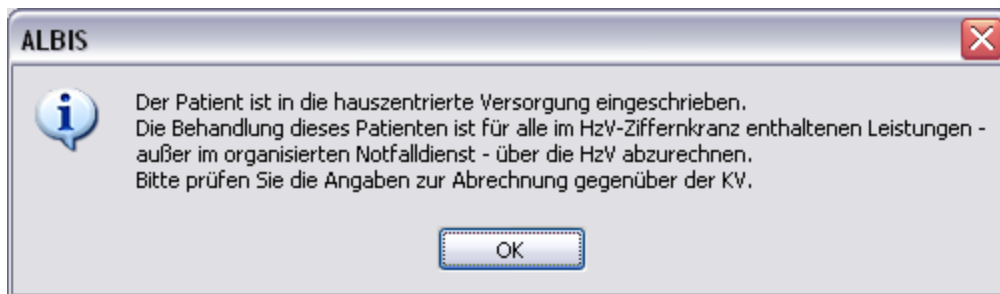 ALBIS
Der Patient ist in die hauszentrierte Versorgung eingeschrieben.
Die Behandlung dieses Patienten ist für alle im HzV-Ziffernkranz enthaltenen Leistungen -
außer im organisierten Notfalldienst - über die HzV abzurechnen.
Bitte prüfen Sie die Angaben zur Abrechnung gegenüber der KV.
OK